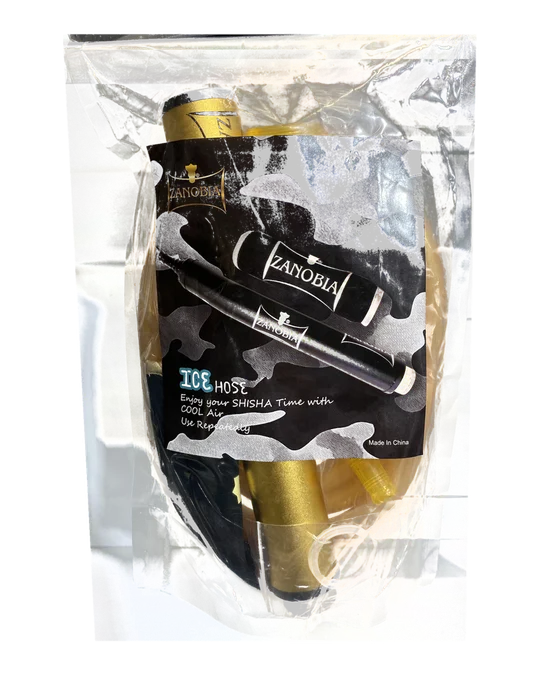 ZANOBIA
ZANOBIA
ZANOBIA
ICE HOSE
Enjoy your SHISHA Time with
COOL Air
Use Repeatedly
Made In China